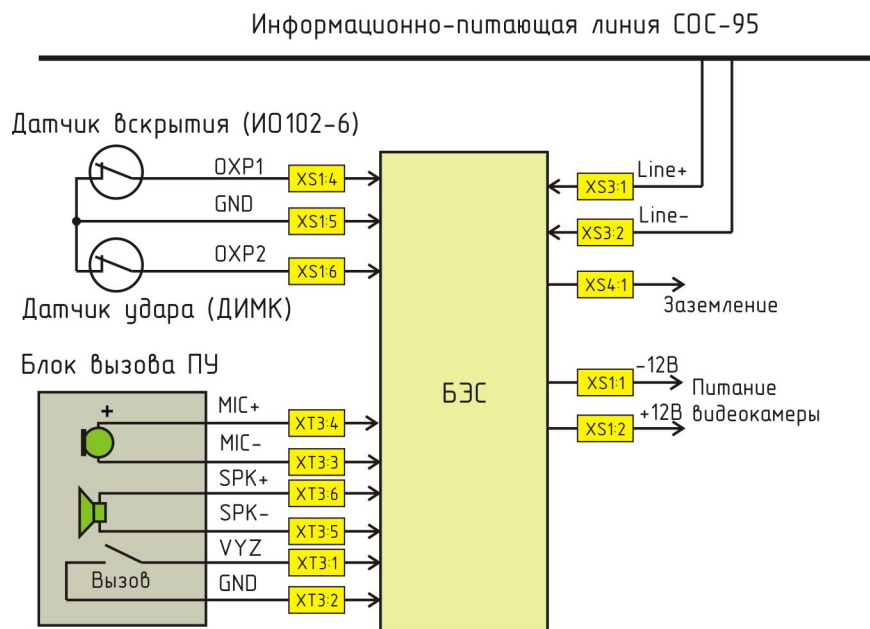 Информационно-питающая линия СОС-95
Датчик вскрытия (ИО102-6)
OXP1
XS1:4
GND
XS1:5
OXP2
XS1:6
Датчик удара (ДИМК)
Line+
XS3:1
Line-
XS3:2
XS4:1
Заземление
БЭС
-12В
XS1:1
Питание
видеокамеры
+12В
XS1:2
Блок вызова ПУ
+
MIC+
XT3:4
MIC-
XT3:3
SPK+
XT3:6
SPK-
XT3:5
VYZ
XT3:1
Вызов
GND
XT3:2